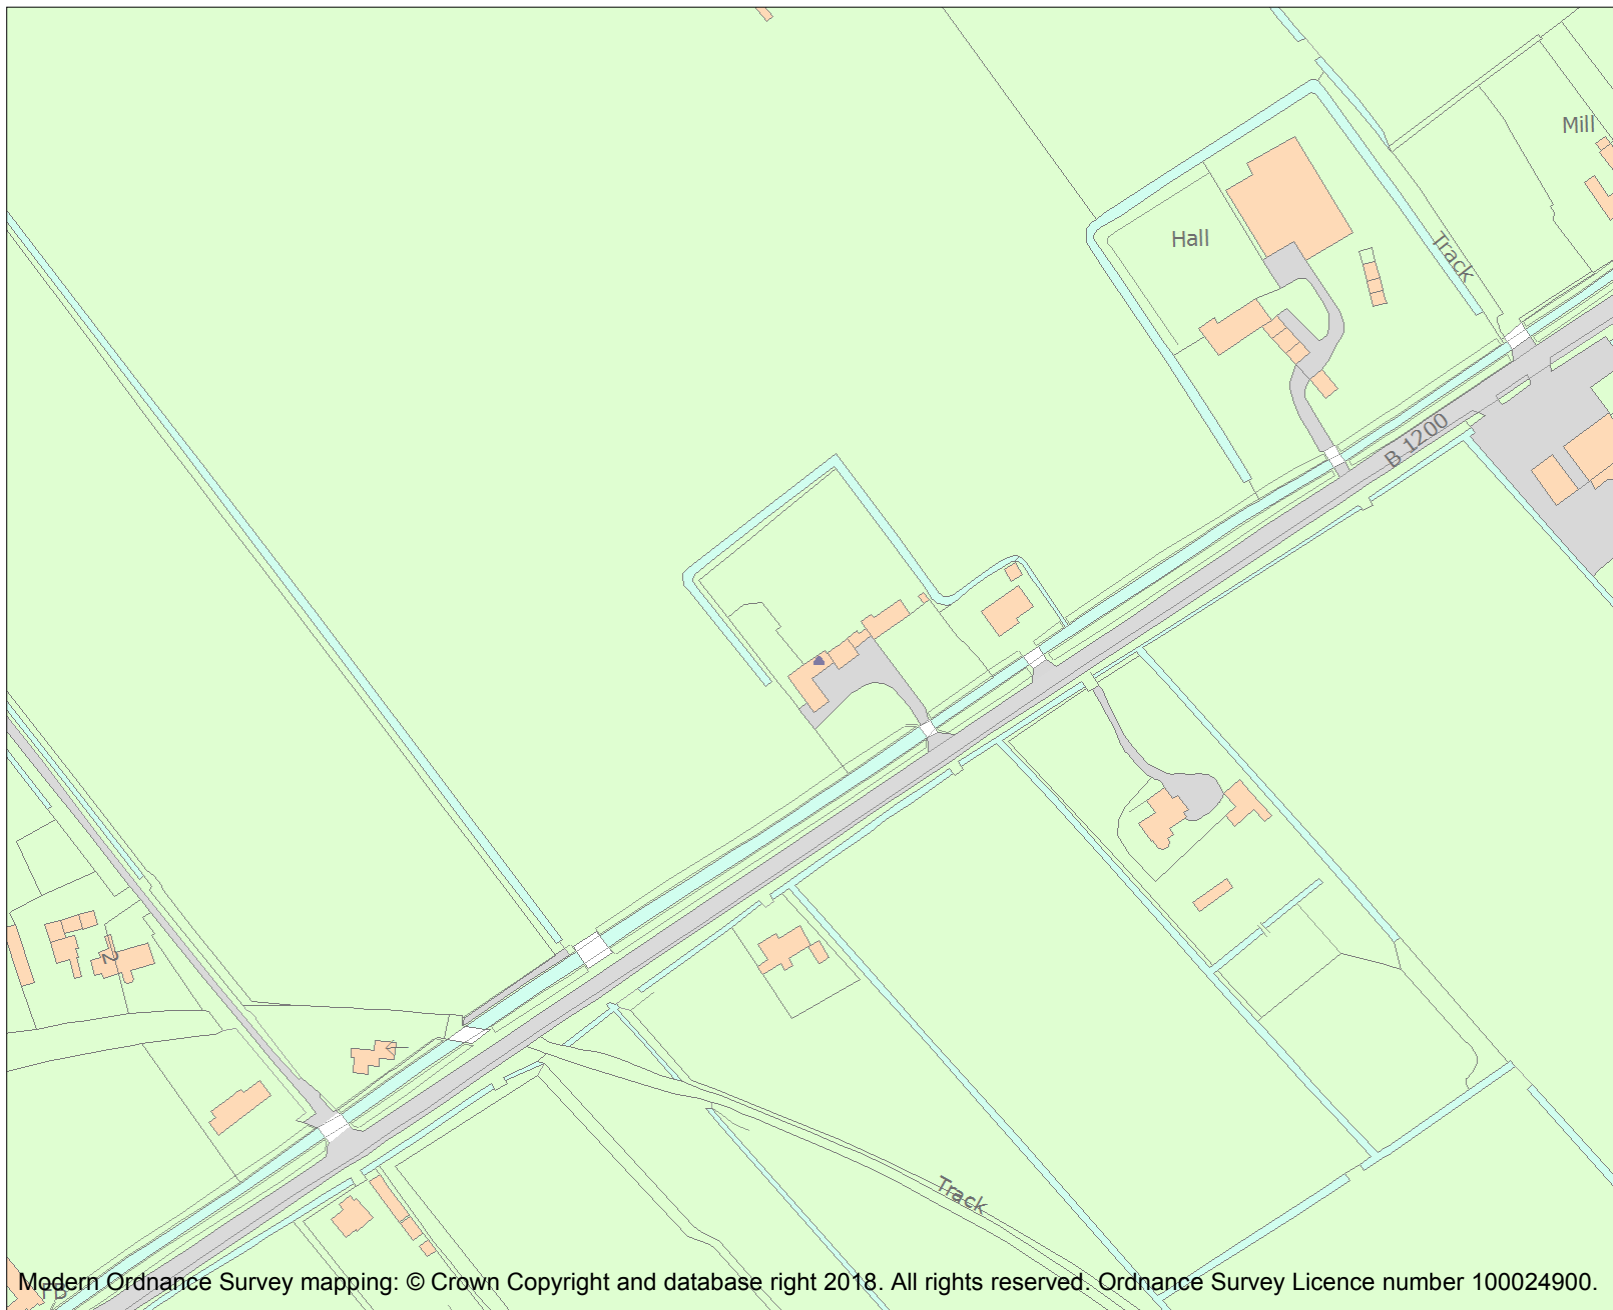 Mill
Hall
Track
B 1200
2
Track
FB
Modern Ordnance Survey mapping: © Crown Copyright and database right 2018. All rights reserved. Ordnance Survey Licence number 100024900.